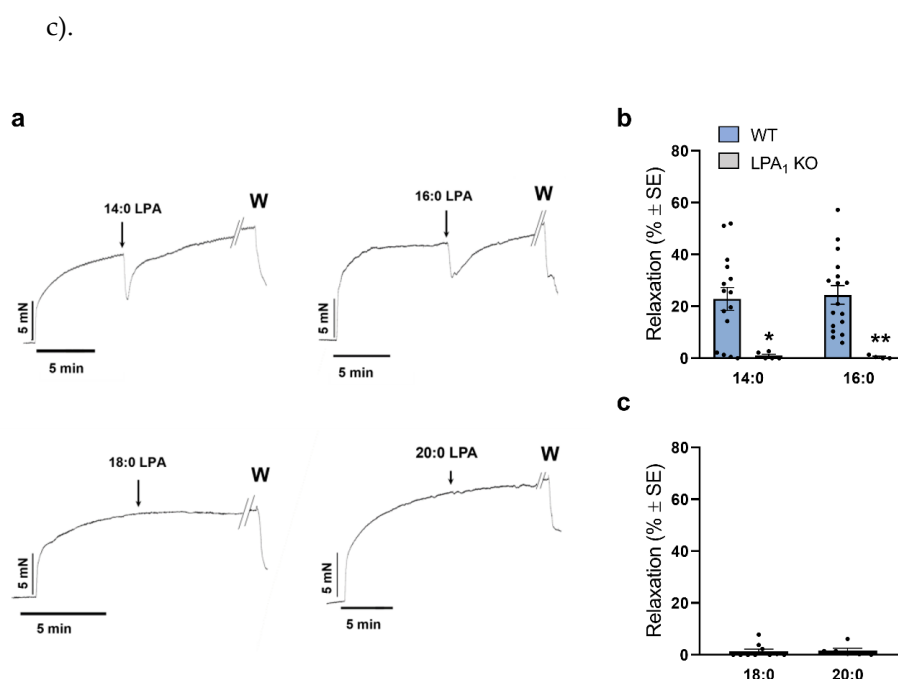 c).
a
14:0 LPA
W
5 mN
5 min
16:0 LPA
W
5 mN
5 min
18:0 LPA
W
5 mN
5 min
20:0 LPA
W
5 mN
5 min
b
WT
LPA₁ KO
Relaxation (% ± SE)
80
60
40
20
0
*
**
14:0
16:0
c
Relaxation (% ± SE)
80
60
40
20
0
18:0
20:0